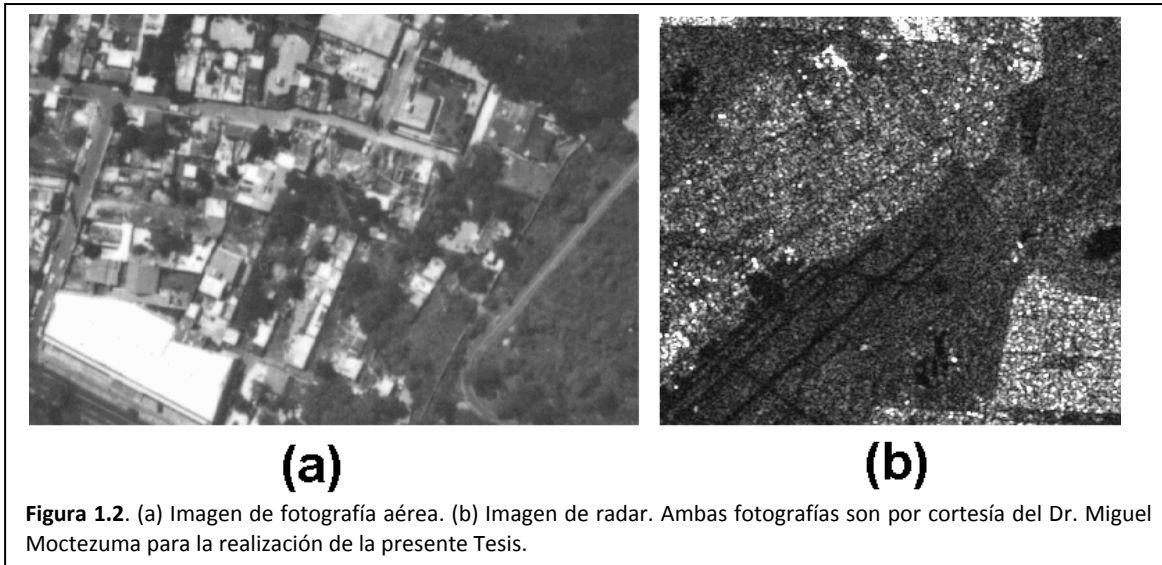 (a) (b)
Figura 1.2. (a) Imagen de fotografía aérea. (b) Imagen de radar. Ambas fotografías son por cortesía del Dr. Miguel
Moctezuma para la realización de la presente Tesis.